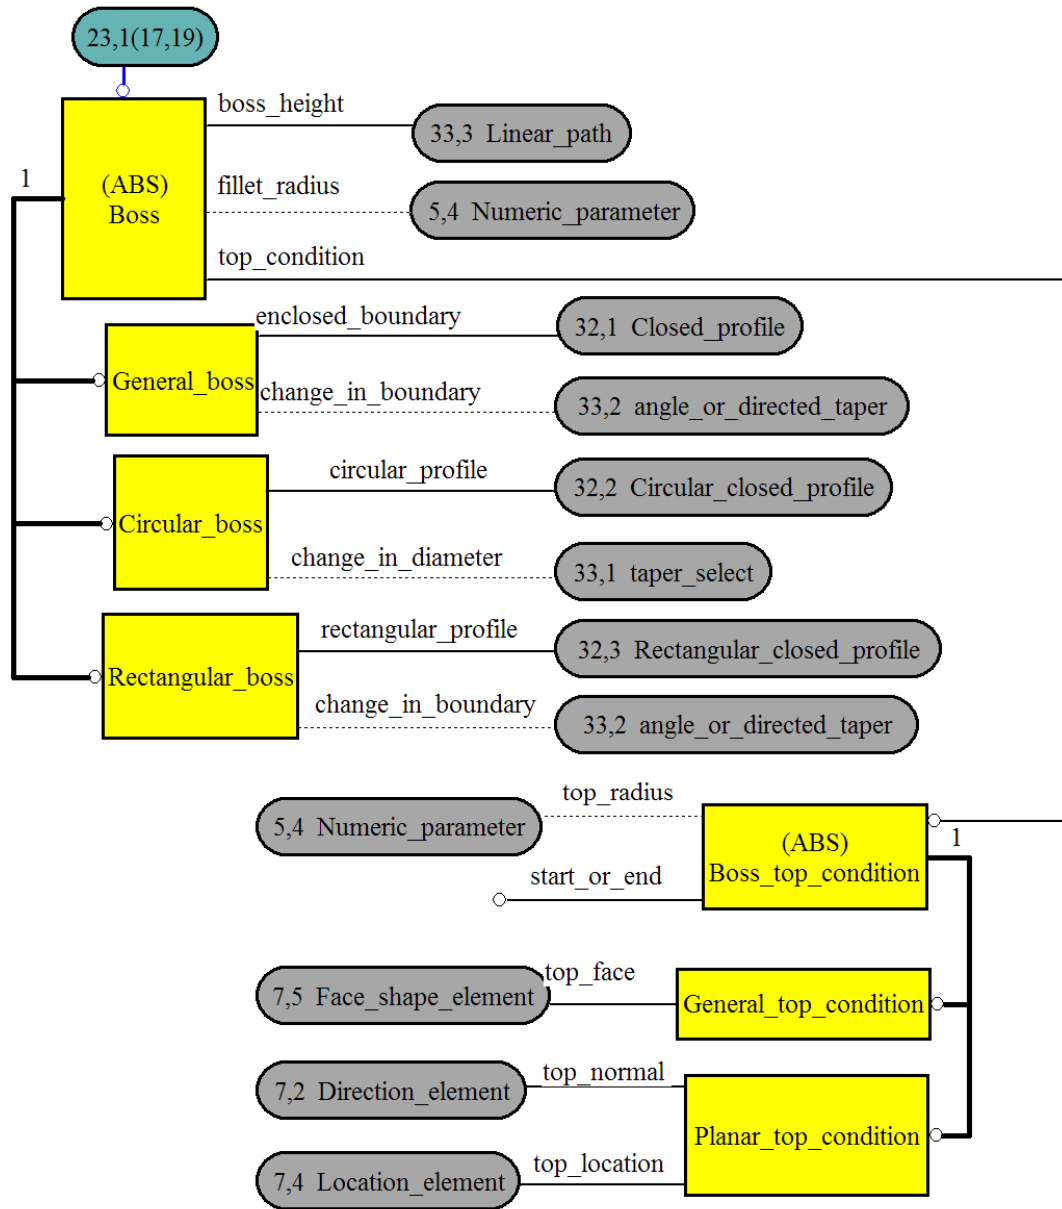 23,1(17,19)
boss_height
33,3 Linear_path
1
(ABS)
Boss
fillet_radius
5,4 Numeric_parameter
top_condition
enclosed_boundary
32,1 Closed_profile
General_boss
change_in_boundary
33,2 angle_or_directed_taper
circular_profile
32,2 Circular_closed_profile
Circular_boss
change_in_diameter
33,1 taper_select
rectangular_profile
32,3 Rectangular_closed_profile
Rectangular_boss
change_in_boundary
33,2 angle_or_directed_taper
top_radius
5,4 Numeric_parameter
(ABS)
Boss_top_condition
1
start_or_end
top_face
7,5 Face_shape_element
General_top_condition
top_normal
7,2 Direction_element
Planar_top_condition
top_location
7,4 Location_element